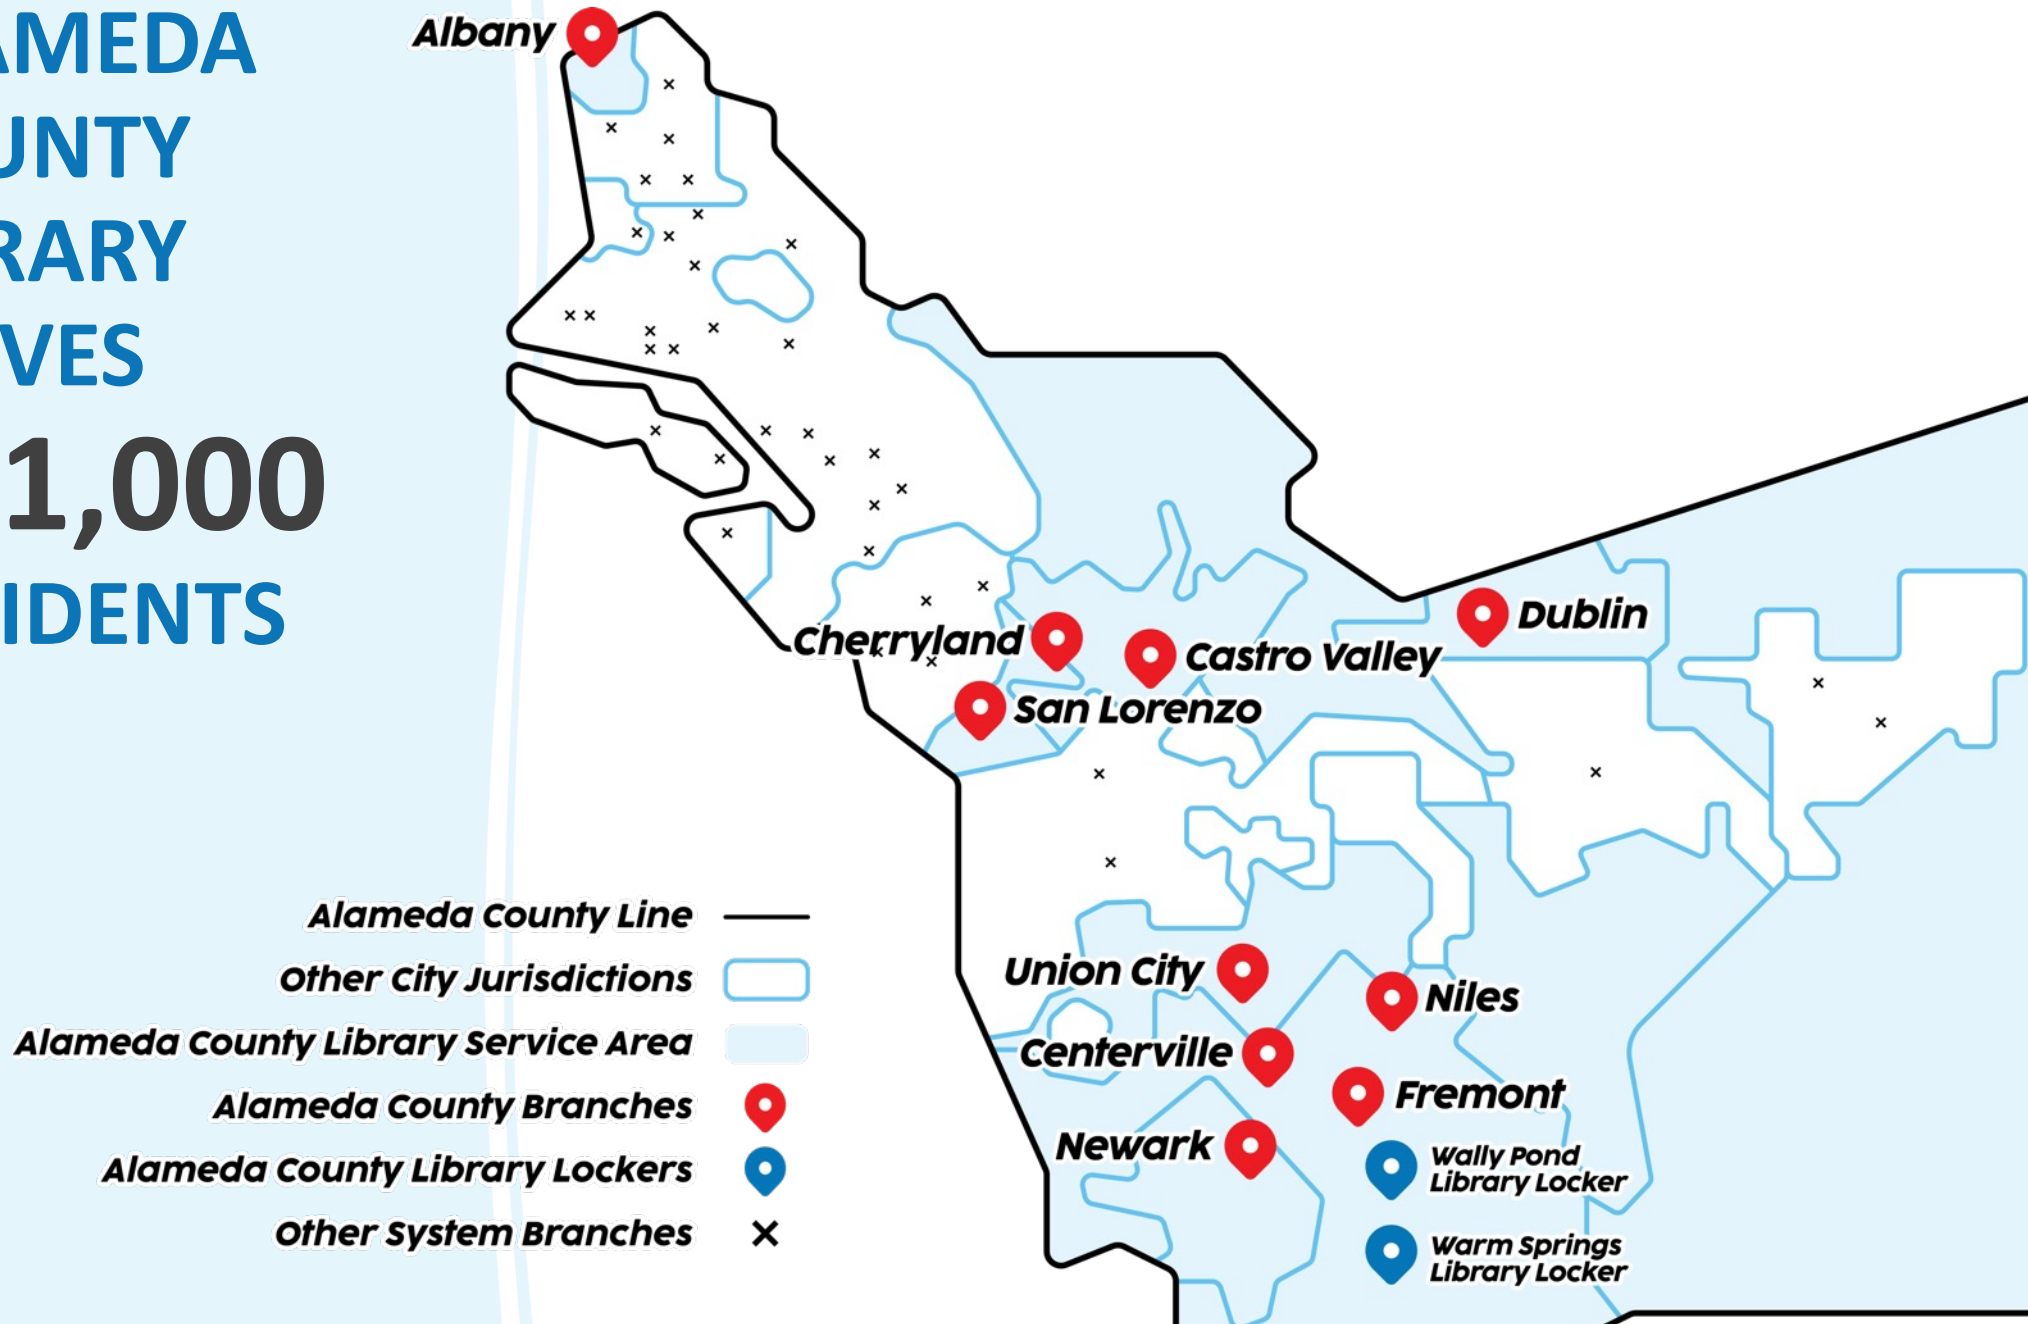 AMEDA
UNTY
RARY
VES
1,000
IDENTS
Albany
Cherryland
Castro Valley
Dublin
San Lorenzo
Union City
Niles
Centerville
Fremont
Newark
Wally Pond
Library Locker
Warm Springs
Library Locker
Alameda County Line
Other City Jurisdictions
Alameda County Library Service Area
Alameda County Branches
Alameda County Library Lockers
Other System Branches